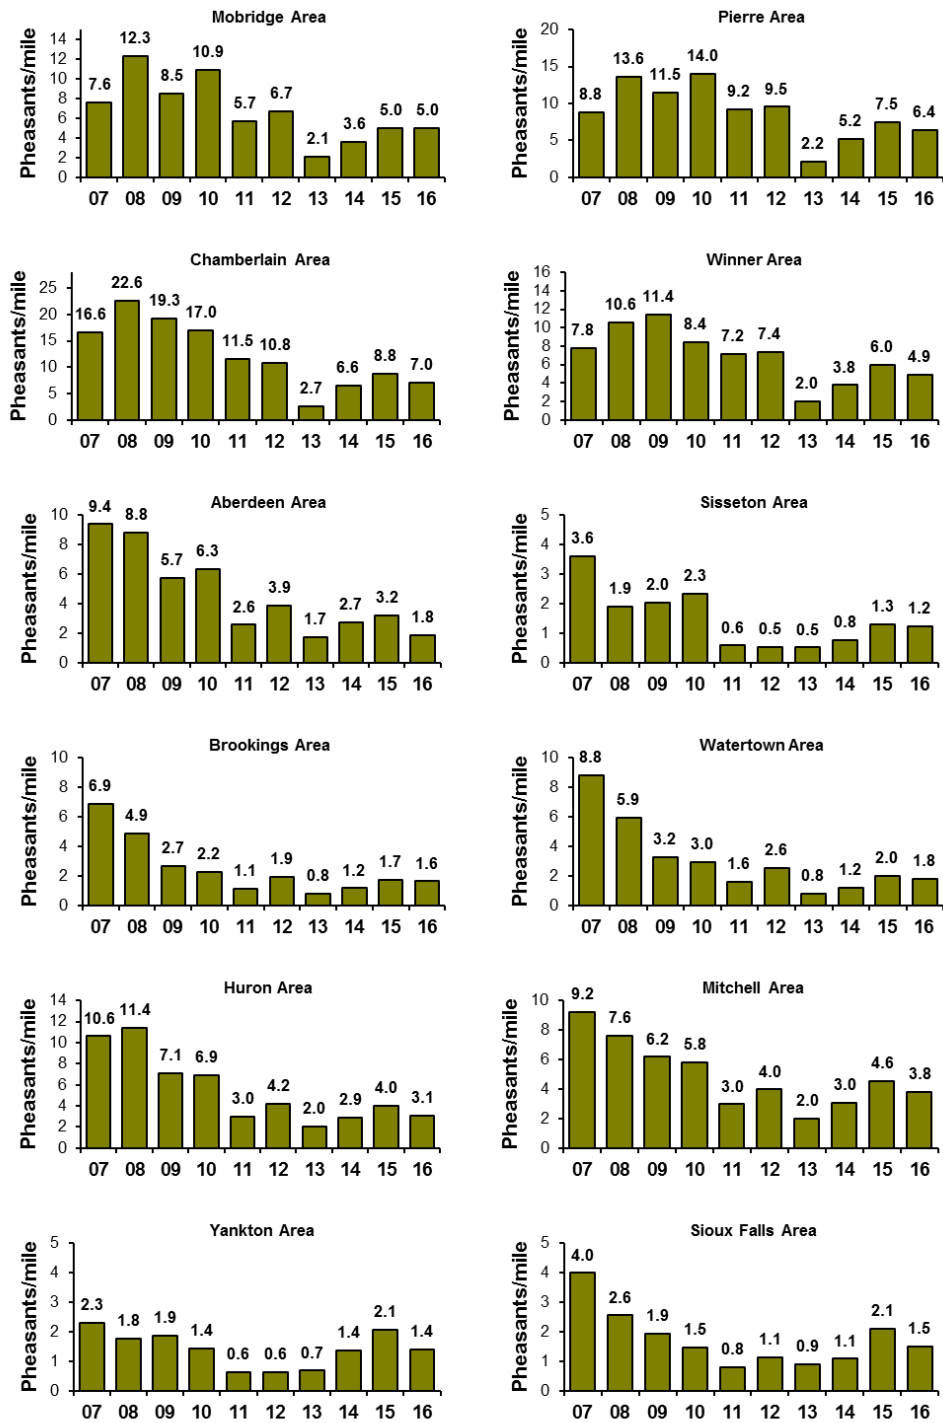 Mobridge Area
Pheasants/mile
14
12
10
8
6
4
2
0
7.6 12.3 8.5 10.9 5.7 6.7 2.1 3.6 5.0 5.0
07 08 09 10 11 12 13 14 15 16
Pierre Area
Pheasants/mile
20
15
10
5
0
8.8 13.6 11.5 14.0 9.2 9.5 2.2 5.2 7.5 6.4
07 08 09 10 11 12 13 14 15 16
Chamberlain Area
Pheasants/mile
25
20
15
10
5
0
16.6 22.6 19.3 17.0 11.5 10.8 2.7 6.6 8.8 7.0
07 08 09 10 11 12 13 14 15 16
Winner Area
Pheasants/mile
16
14
12
10
8
6
4
2
0
7.8 10.6 11.4 8.4 7.2 7.4 2.0 3.8 6.0 4.9
07 08 09 10 11 12 13 14 15 16
Aberdeen Area
Pheasants/mile
10
8
6
4
2
0
9.4 8.8 5.7 6.3 2.6 3.9 1.7 2.7 3.2 1.8
07 08 09 10 11 12 13 14 15 16
Sisseton Area
Pheasants/mile
5
4
3
2
1
0
3.6 1.9 2.0 2.3 0.6 0.5 0.5 0.8 1.3 1.2
07 08 09 10 11 12 13 14 15 16
Brookings Area
Pheasants/mile
10
8
6
4
2
0
6.9 4.9 2.7 2.2 1.1 1.9 0.8 1.2 1.7 1.6
07 08 09 10 11 12 13 14 15 16
Watertown Area
Pheasants/mile
10
8
6
4
2
0
8.8 5.9 3.2 3.0 1.6 2.6 0.8 1.2 2.0 1.8
07 08 09 10 11 12 13 14 15 16
Huron Area
Pheasants/mile
14
12
10
8
6
4
2
0
10.6 11.4 7.1 6.9 3.0 4.2 2.0 2.9 4.0 3.1
07 08 09 10 11 12 13 14 15 16
Mitchell Area
Pheasants/mile
10
8
6
4
2
0
9.2 7.6 6.2 5.8 3.0 4.0 2.0 3.0 4.6 3.8
07 08 09 10 11 12 13 14 15 16
Yankton Area
Pheasants/mile
5
4
3
2
1
0
2.3 1.8 1.9 1.4 0.6 0.6 0.7 1.4 2.1 1.4
07 08 09 10 11 12 13 14 15 16
Sioux Falls Area
Pheasants/mile
5
4
3
2
1
0
4.0 2.6 1.9 1.5 0.8 1.1 0.9 1.1 2.1 1.5
07 08 09 10 11 12 13 14 15 16